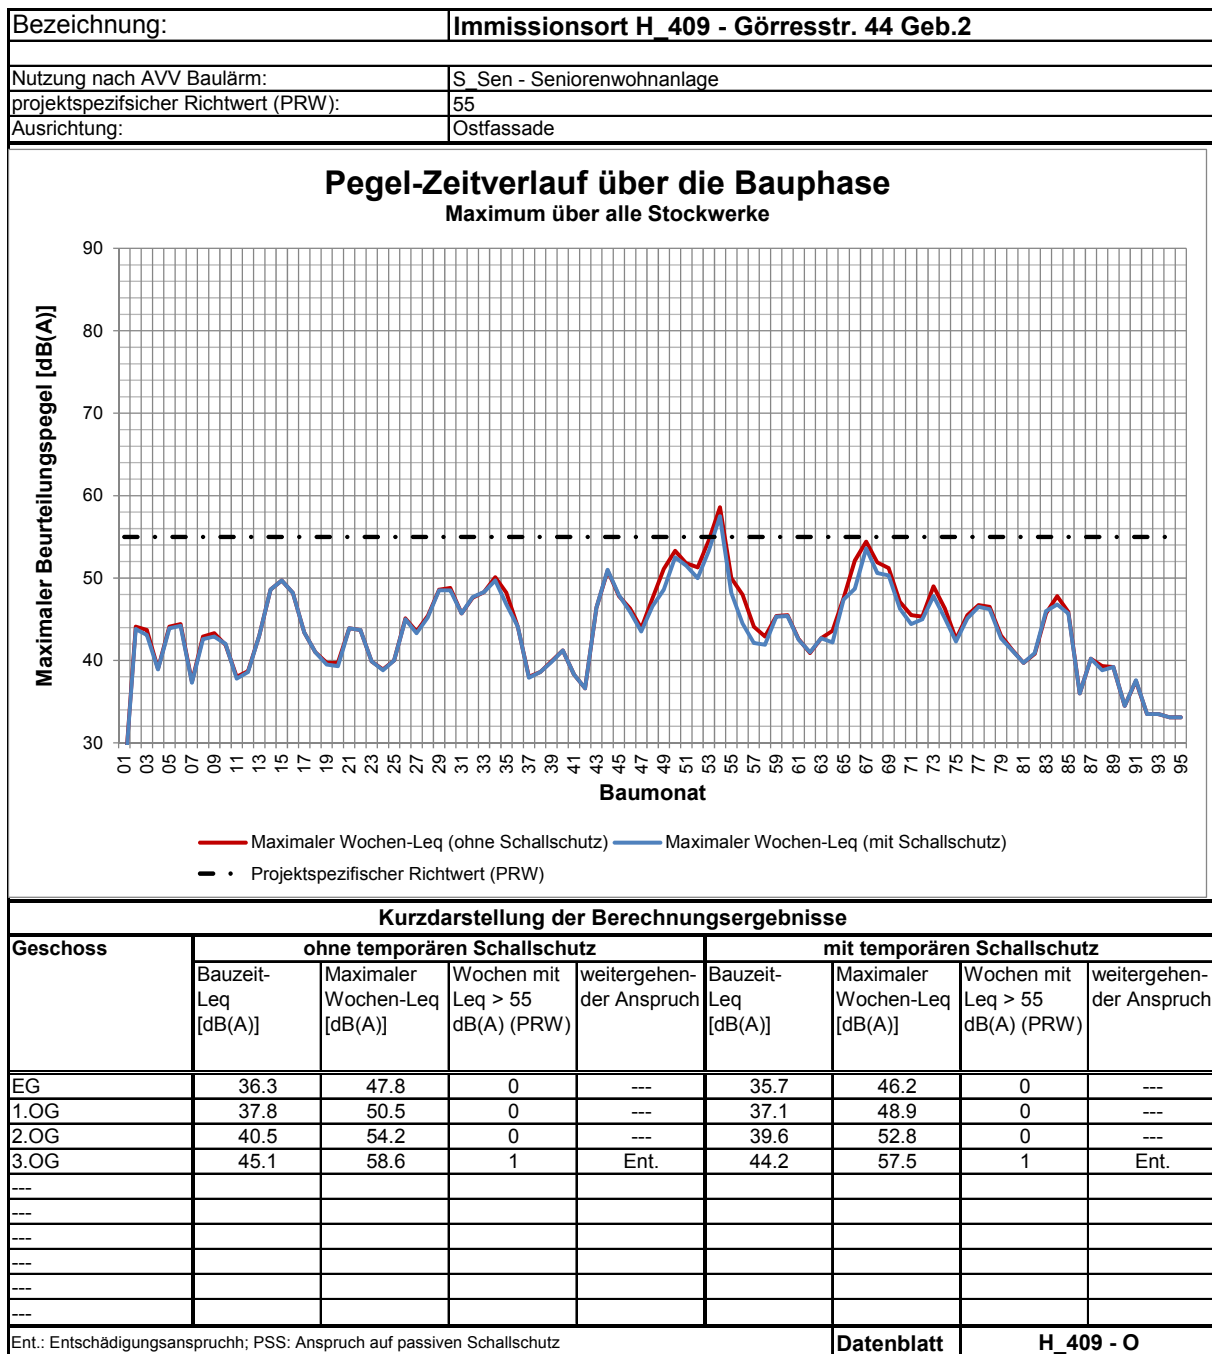 Bezeichnung: Immissionsort H_409 - Görresstr. 44 Geb.2
Nutzung nach AVV Baulärm: S_Sen - Seniorenwohnanlage
projektspezifsicher Richtwert (PRW): 55
Ausrichtung: Ostfassade
Pegel-Zeitverlauf über die Bauphase
Maximum über alle Stockwerke
Maximaler Beurteilungspegel [dB(A)]
90
80
70
60
50
40
30
01 03 05 07 09 11 13 15 17 19 21 23 25 27 29 31 33 35 37 39 41 43 45 47 49 51 53 55 57 59 61 63 65 67 69 71 73 75 77 79 81 83 85 87 89 91 93 95
Baumonat
Maximaler Wochen-Leq (ohne Schallschutz) Maximaler Wochen-Leq (mit Schallschutz)
Projektspezifischer Richtwert (PRW)
Kurzdarstellung der Berechnungsergebnisse
Geschoss ohne temporären Schallschutz mit temporären Schallschutz
Bauzeit- Maximaler Wochen mit weitergehen- Bauzeit- Maximaler Wochen mit weitergehen-
Leq Wochen-Leq Leq > 55 der Anspruch Leq Wochen-Leq Leq > 55 der Anspruch
[dB(A)] [dB(A)] dB(A) (PRW) [dB(A)] [dB(A)] dB(A) (PRW)
EG 36.3 47.8 0 --- 35.7 46.2 0 ---
1.OG 37.8 50.5 0 --- 37.1 48.9 0 ---
2.OG 40.5 54.2 0 --- 39.6 52.8 0 ---
3.OG 45.1 58.6 1 Ent. 44.2 57.5 1 Ent.
---
---
---
---
---
---
Ent.: Entschädigungsanspruchh; PSS: Anspruch auf passiven Schallschutz Datenblatt H_409 - O